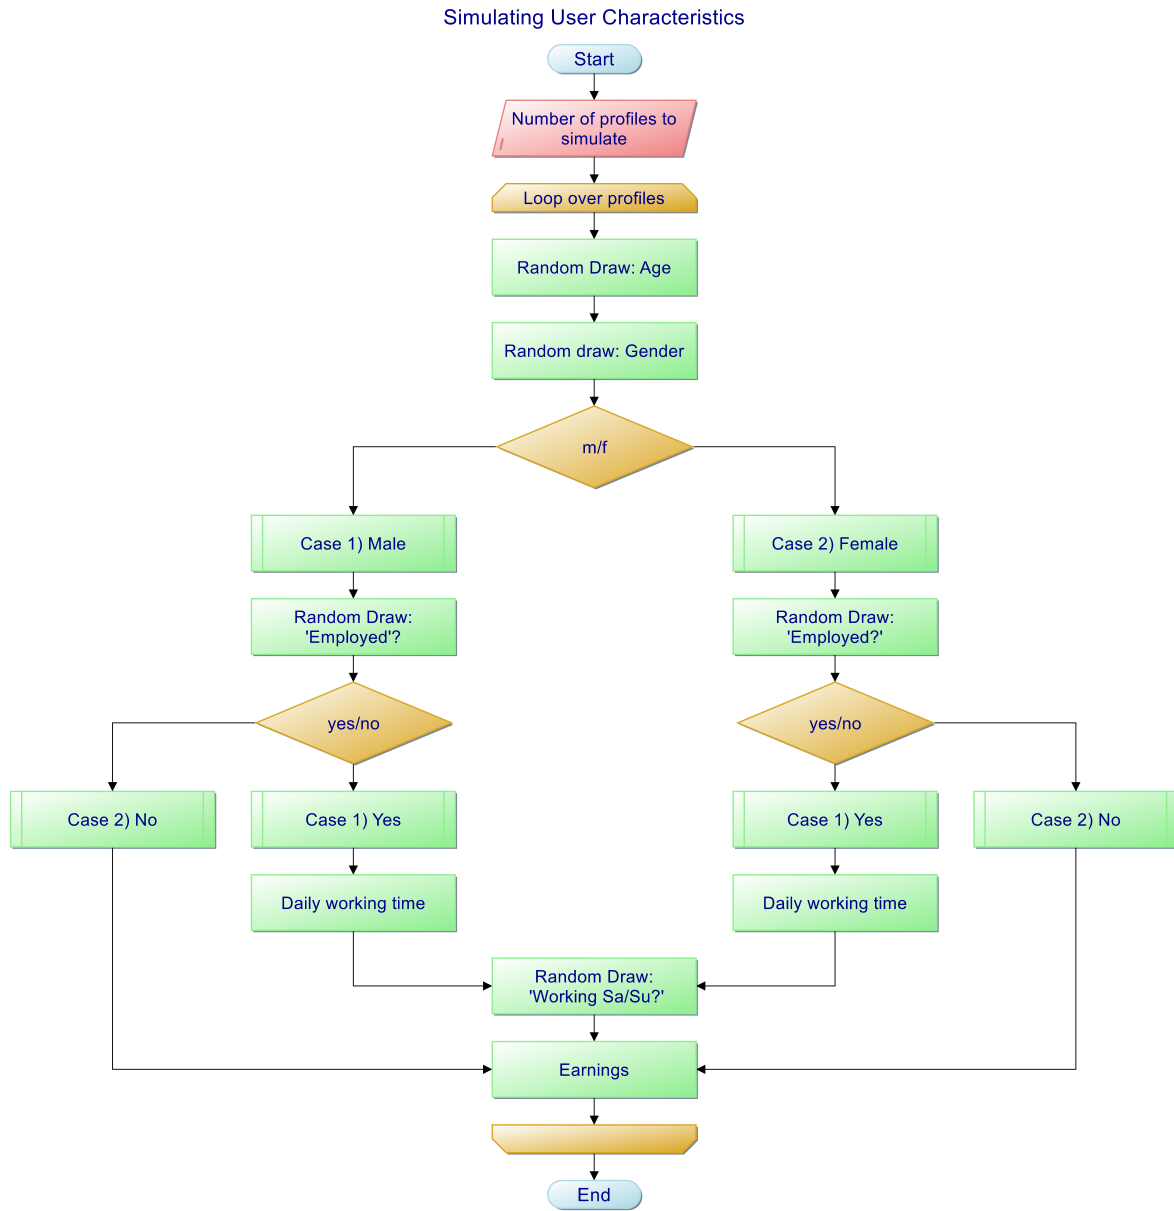 Simulating User Characteristics
Start
Number of profiles to
simulate
Loop over profiles
Random Draw: Age
Random draw: Gender
m/f
Case 1) Male
Case 2) Female
Random Draw:
'Employed'?
Random Draw:
'Employed?'
yes/no
yes/no
Case 2) No
Case 1) Yes
Case 1) Yes
Case 2) No
Daily working time
Daily working time
Random Draw:
'Working Sa/Su?'
Earnings
End